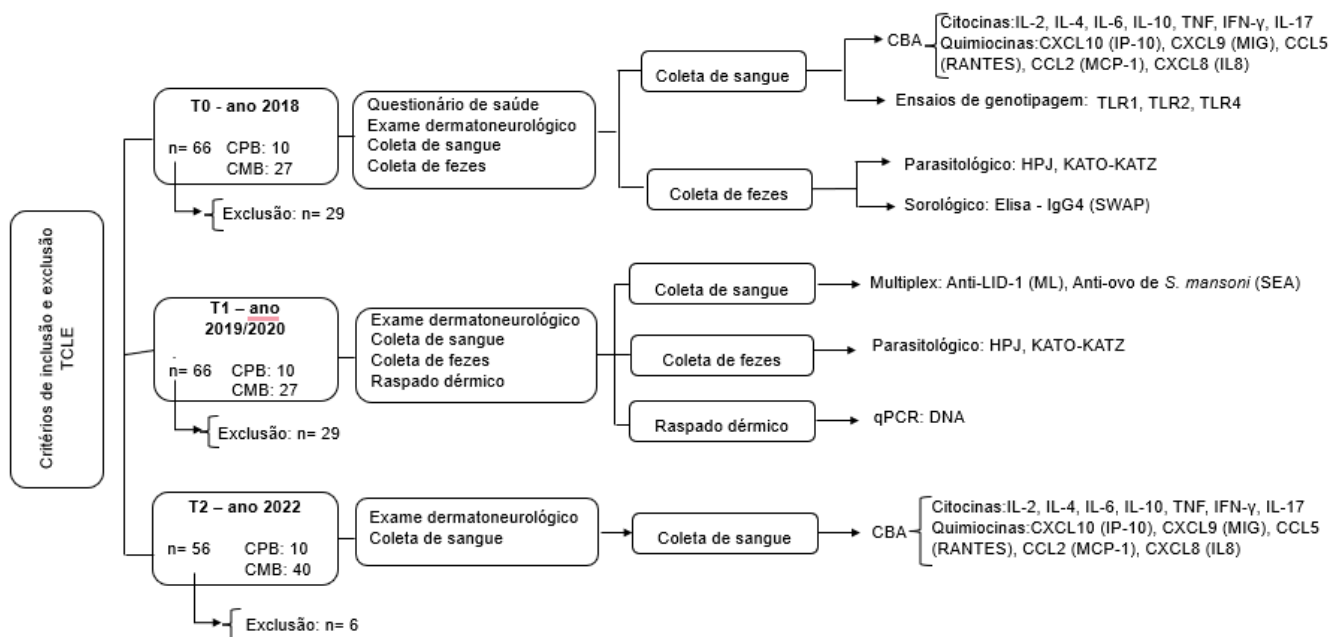 Critérios de inclusão e exclusão
TCLE
T0 - ano 2018
n= 66 CPB: 10
CMB: 27
Exclusão: n= 29
Questionário de saúde
Exame dermatoneurológico
Coleta de sangue
Coleta de fezes
Coleta de sangue
CBA
Citocinas:IL-2, IL-4, IL-6, IL-10, TNF, IFN-γ, IL-17
Quimiocinas:CXCL10 (IP-10), CXCL9 (MIG), CCL5
(RANTES), CCL2 (MCP-1), CXCL8 (IL8)
Ensaios de genotipagem: TLR1, TLR2, TLR4
Coleta de fezes
Parasitológico: HPJ, KATO-KATZ
Sorológico: Elisa - IgG4 (SWAP)
T1 – ano
2019/2020
n= 66 CPB: 10
CMB: 27
Exclusão: n= 29
Exame dermatoneurológico
Coleta de sangue
Coleta de fezes
Raspado dérmico
Coleta de sangue
Multiplex: Anti-LID-1 (ML), Anti-ovo de S. mansoni (SEA)
Coleta de fezes
Parasitológico: HPJ, KATO-KATZ
Raspado dérmico
qPCR: DNA
T2 – ano 2022
n= 56 CPB: 10
CMB: 40
Exclusão: n= 6
Exame dermatoneurológico
Coleta de sangue
Coleta de sangue
CBA
Citocinas:IL-2, IL-4, IL-6, IL-10, TNF, IFN-γ, IL-17
Quimiocinas:CXCL10 (IP-10), CXCL9 (MIG), CCL5
(RANTES), CCL2 (MCP-1), CXCL8 (IL8)